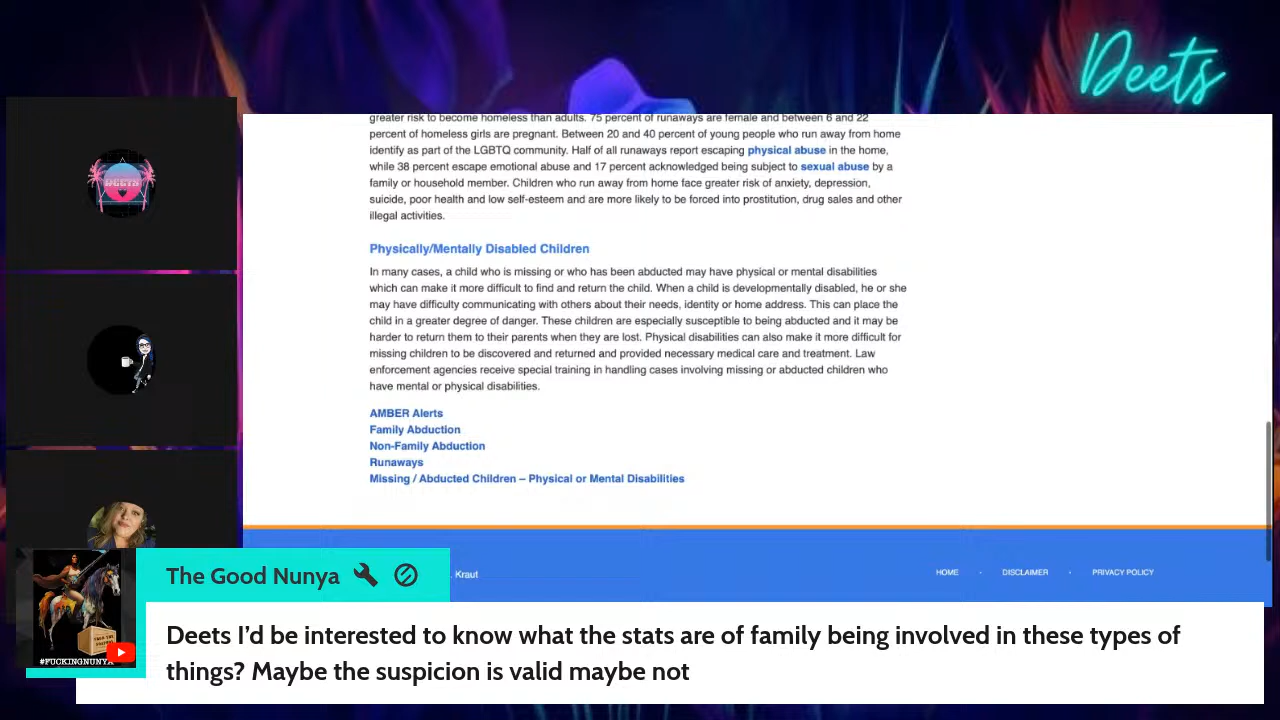 Deets
greater risk to become homeless than adults. 75 percent of runaways are female and between 6 and 22
percent of homeless girls are pregnant. Between 20 and 40 percent of young people who run away from home
identify as part of the LGBTQ community. Half of all runaways report escaping physical abuse in the home,
while 38 percent escape emotional abuse and 17 percent acknowledged being subject to sexual abuse by a
family or household member. Children who run away from home face greater risk of anxiety, depression,
suicide, poor health and low self-esteem and are more likely to be forced into prostitution, drug sales and other
illegal activities.
Physically/Mentally Disabled Children
In many cases, a child who is missing or who has been abducted may have physical or mental disabilities
which can make it more difficult to find and return the child. When a child is developmentally disabled, he or she
may have difficulty communicating with others about their needs, identity or home address. This can place the
child in a greater degree of danger. These children are especially susceptible to being abducted and it may be
harder to return them to their parents when they are lost. Physical disabilities can also make it more difficult for
missing children to be discovered and returned and provided necessary medical care and treatment. Law
enforcement agencies receive special training in handling cases involving missing or abducted children who
have mental or physical disabilities.
AMBER Alerts
Family Abduction
Non-Family Abduction
Runaways
Missing / Abducted Children – Physical or Mental Disabilities
. Kraut
HOME
DISCLAIMER
PRIVACY POLICY
DEETS
The Good Nunya
#FUCKINGNUNYA
Deets I'd be interested to know what the stats are of family being involved in these types of
things? Maybe the suspicion is valid maybe not